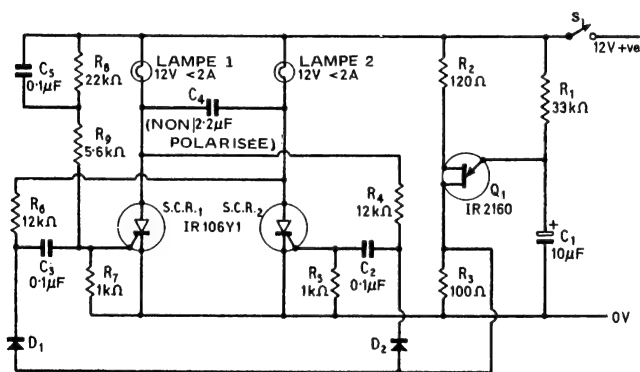 S₁
12V +ve
C₅
0·1µF
R₈
22kΩ
LAMPE 1
12V <2A
LAMPE 2
12V <2A
R₂
120Ω
R₁
33kΩ
C₄
(NON 2·2µF
POLARISÉE)
R₉
5·6kΩ
R₆
12kΩ
S.C.R.₁
S.C.R.₂
IR 106Y1
R₄
12kΩ
Q₁
IR 2160
C₃
0·1µF
R₇
1kΩ
R₅
1kΩ
C₂
0·1µF
R₃
100Ω
+
C₁
10µF
0V
D₁
D₂